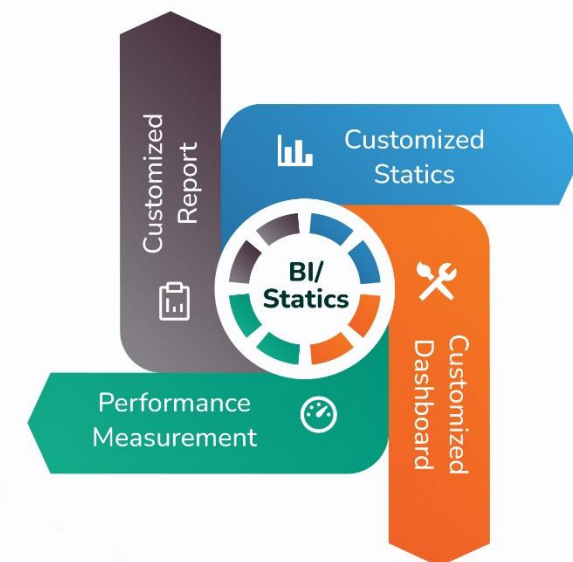 Customized
Report
Customized
Statics
BI/
Statics
Customized
Dashboard
Performance
Measurement